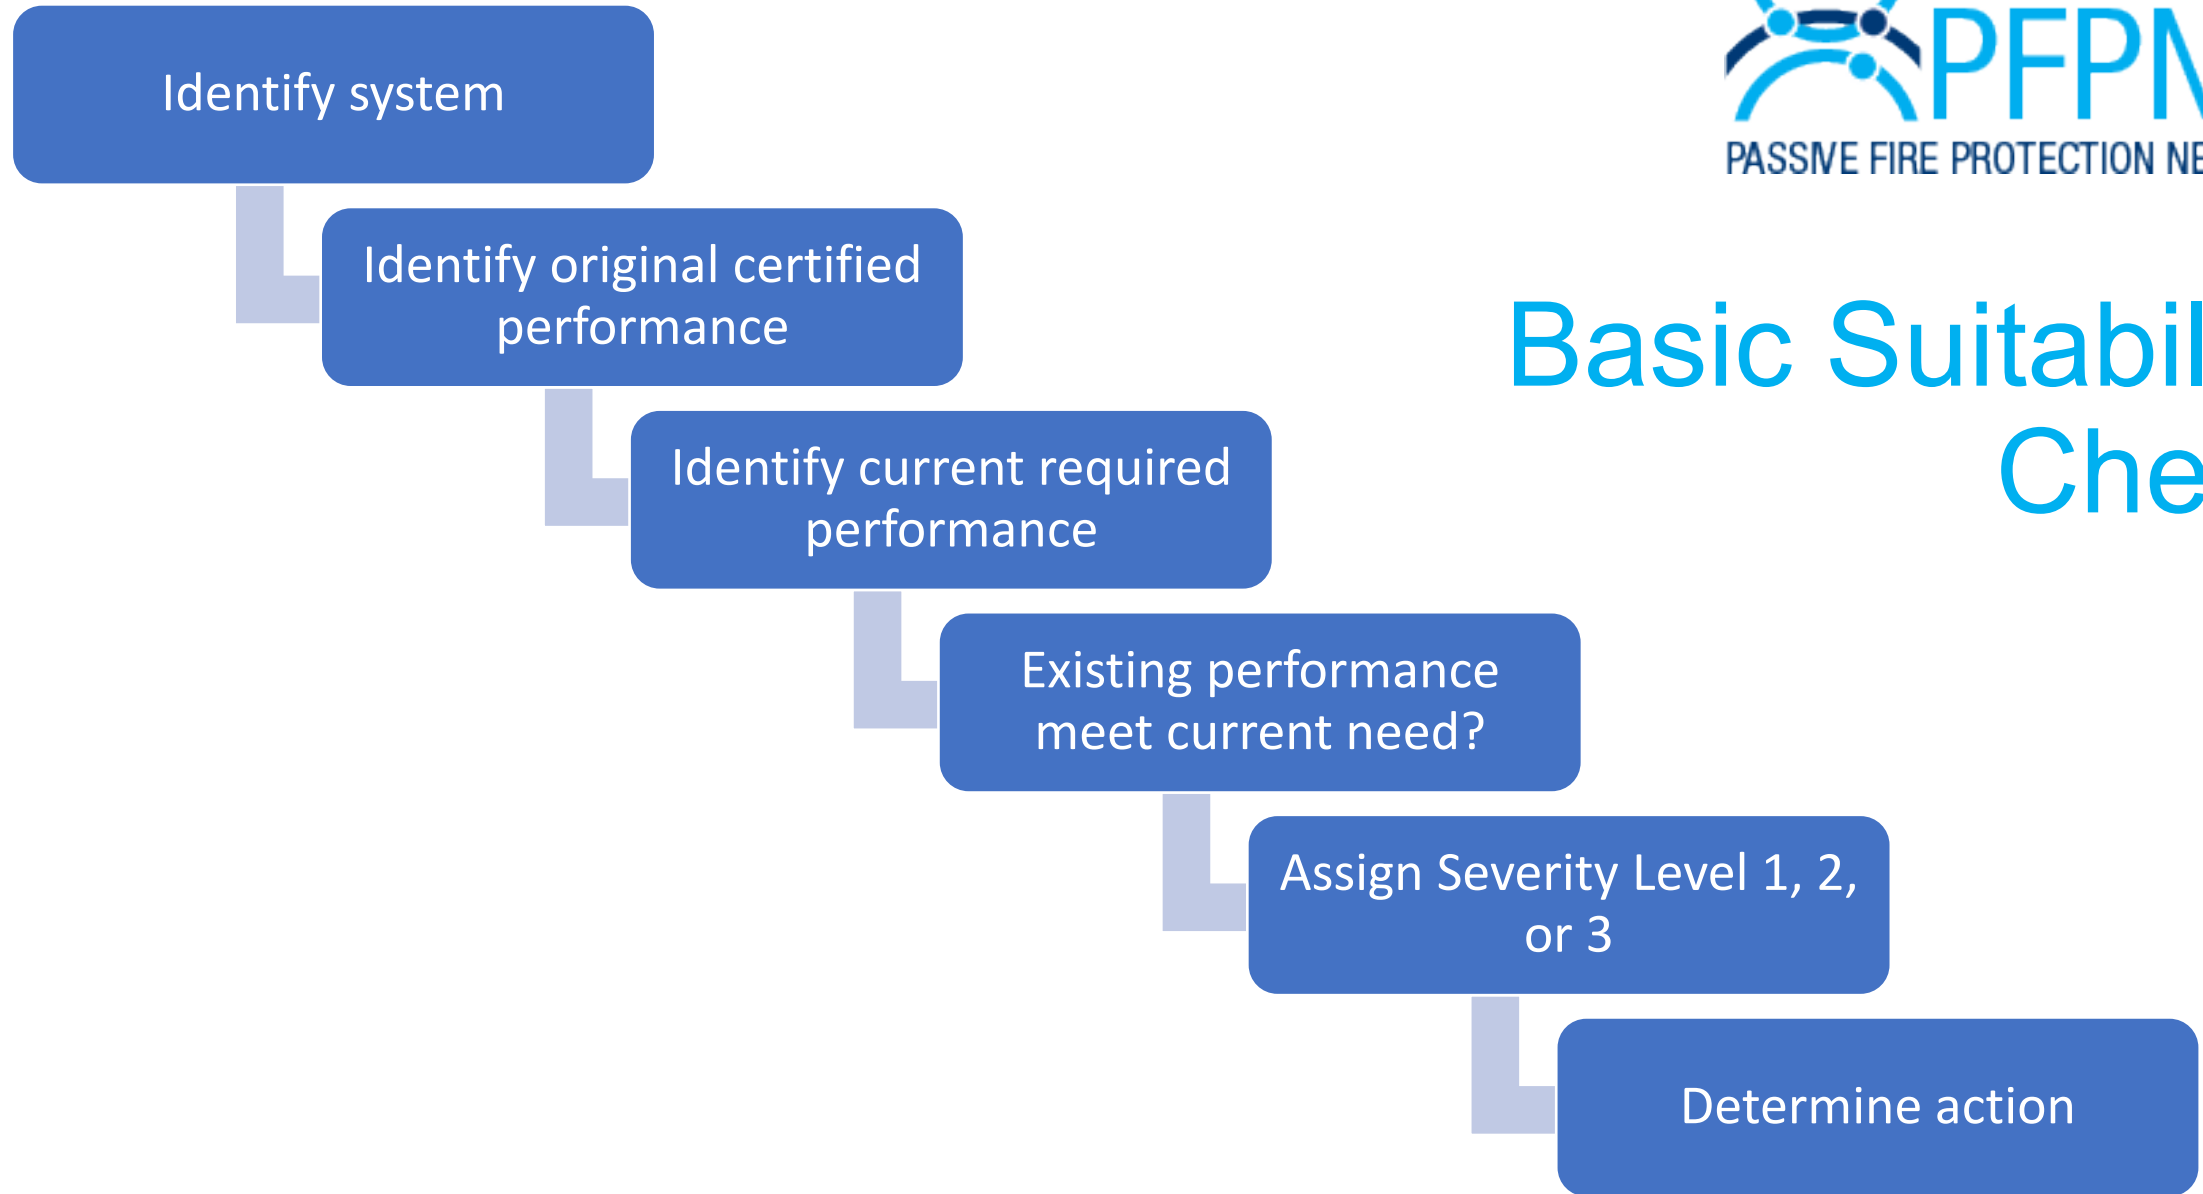 Identify system
PFPN
PASSIVE FIRE PROTECTION NE
Identify original certified
performance
Basic Suitabil
Che
Identify current required
performance
Existing performance
meet current need?
Assign Severity Level 1, 2,
or 3
Determine action